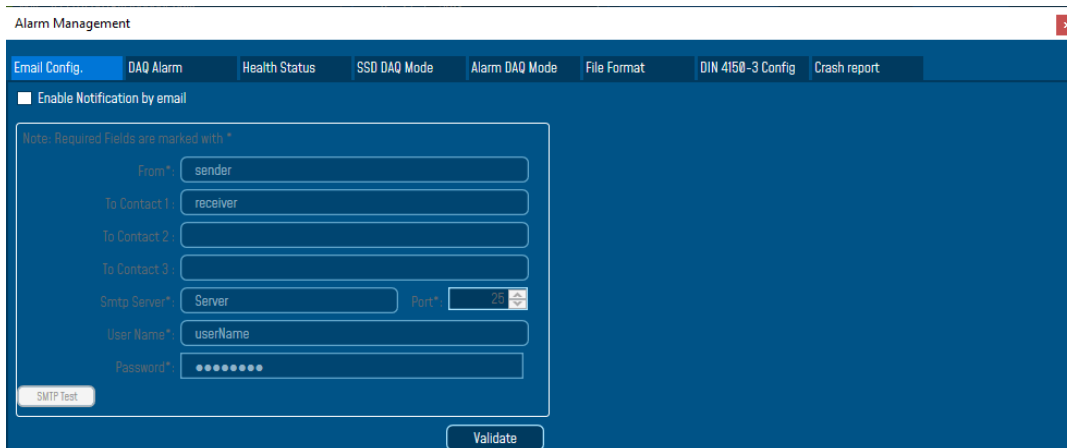 Alarm Management
Email Config. DAQ Alarm Health Status SSD DAQ Mode Alarm DAQ Mode File Format DIN 4150-3 Config Crash report
Enable Notification by email
Note: Required Fields are marked with *
From*: sender
To Contact 1 : receiver
To Contact 2 :
To Contact 3 :
Smtp Server*: Server Port*: 25
User Name*: userName
Password*: ●●●●●●●●
SMTP Test
Validate